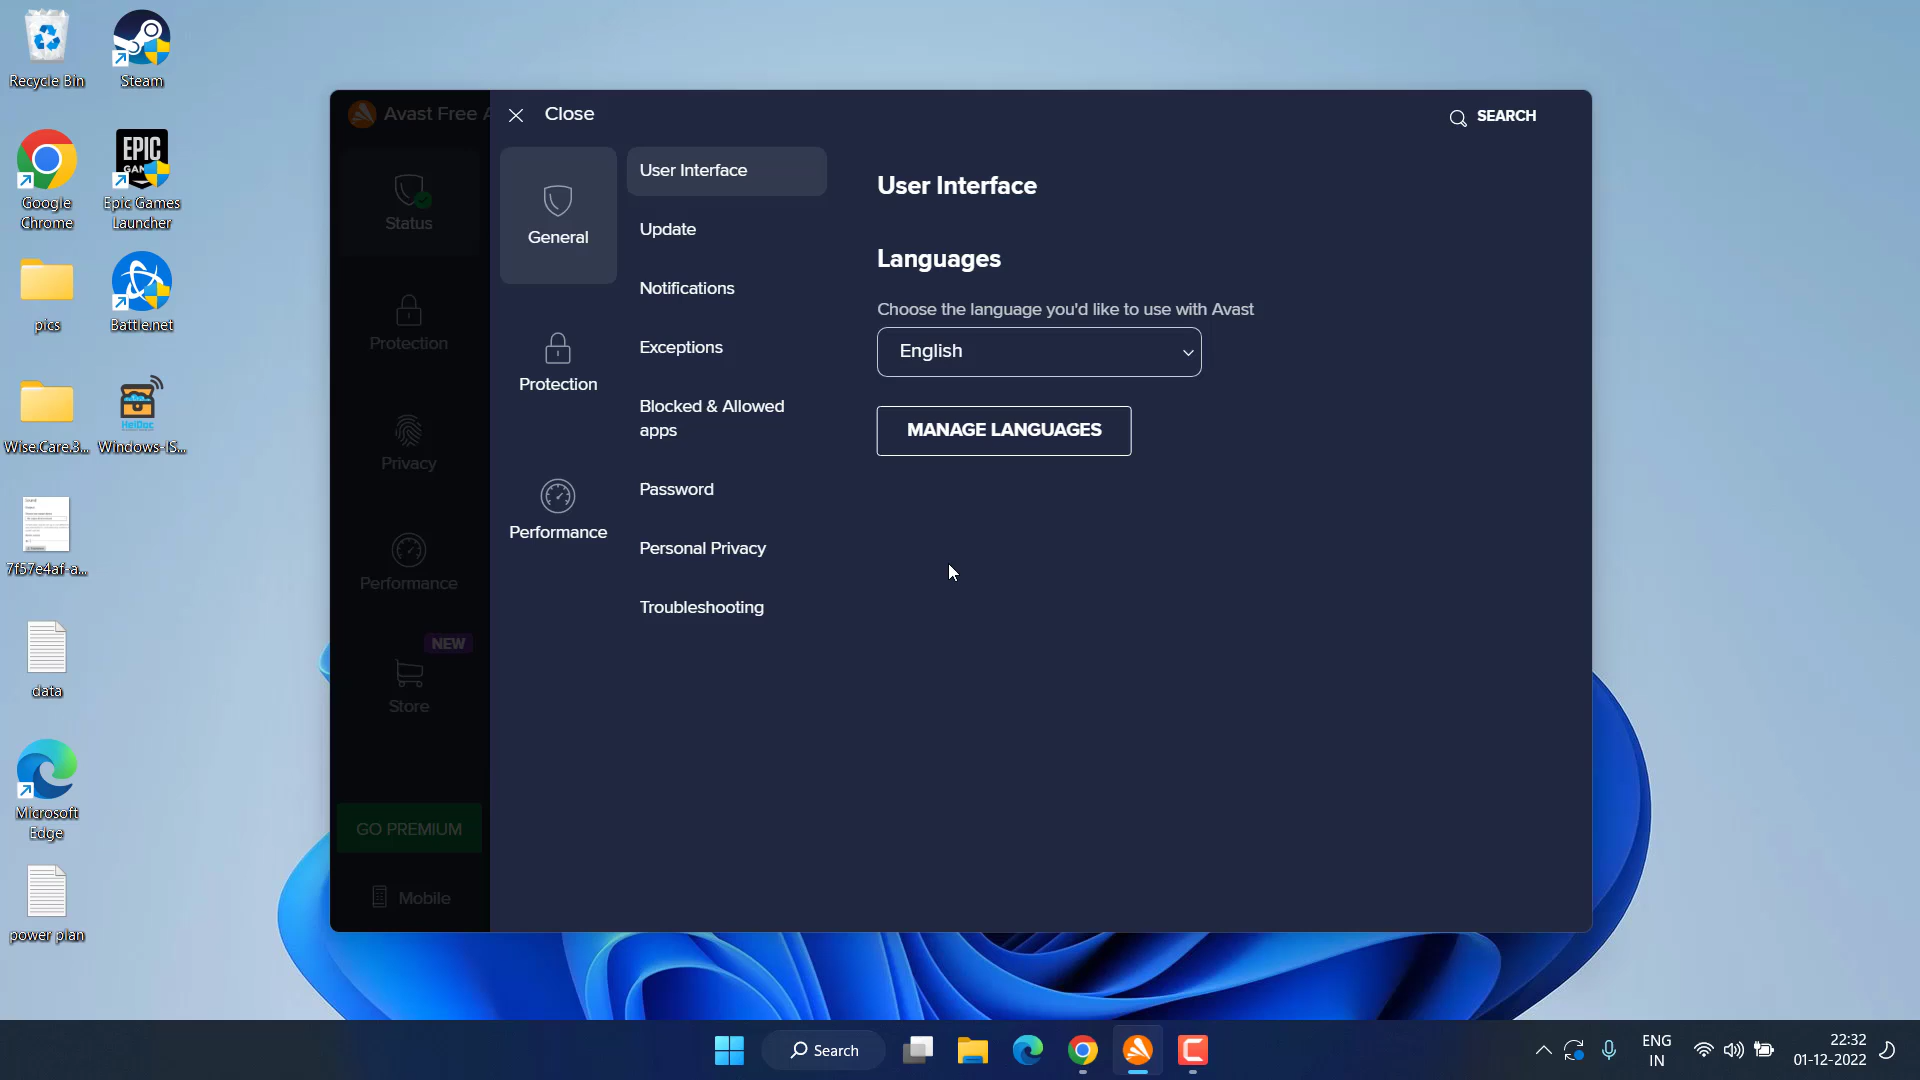 Recycle Bin
Steam
Google
Chrome
EPIC
GAMES
Epic Games
Launcher
pics
Battle.net
Wise.Care.3...
HeiDoc
Windows-IS...
7f57e4af-a...
data
Microsoft
Edge
power plan
Avast Free A
Status
Protection
Privacy
Performance
NEW
Store
GO PREMIUM
Mobile
Close
SEARCH
General
Protection
Performance
User Interface
Update
Notifications
Exceptions
Blocked & Allowed
apps
Password
Personal Privacy
Troubleshooting
User Interface
Languages
Choose the language you'd like to use with Avast
English
MANAGE LANGUAGES
Search
ENG
IN
22:32
01-12-2022